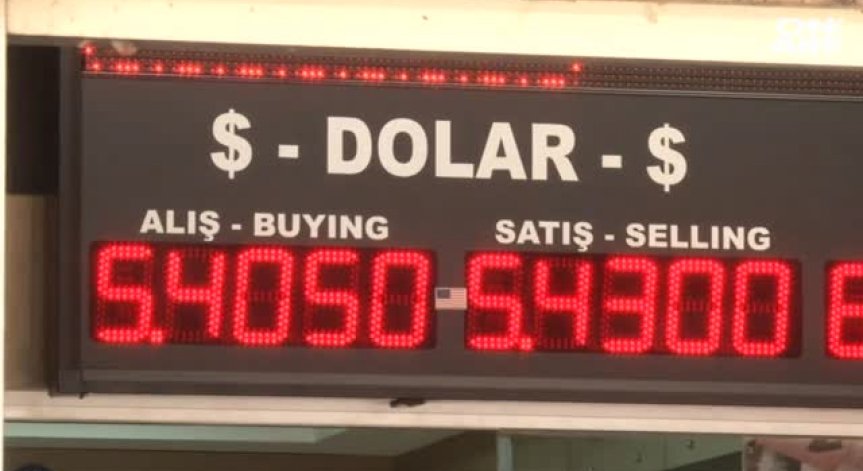 $ - DOLAR - $
ALIŞ - BUYING
SATIŞ - SELLING
5.4050
5.4300